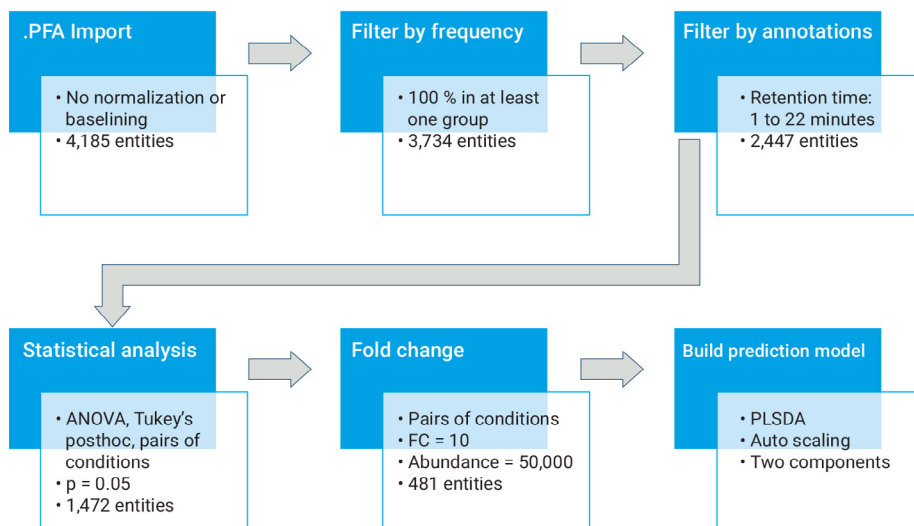 .PFA Import
• No normalization or
baselining
• 4,185 entities
Filter by frequency
• 100 % in at least
one group
• 3,734 entities
Filter by annotations
• Retention time:
1 to 22 minutes
• 2,447 entities
Statistical analysis
• ANOVA, Tukey's
posthoc, pairs of
conditions
• p = 0.05
• 1,472 entities
Fold change
• Pairs of conditions
• FC = 10
• Abundance = 50,000
• 481 entities
Build prediction model
• PLSDA
• Auto scaling
• Two components